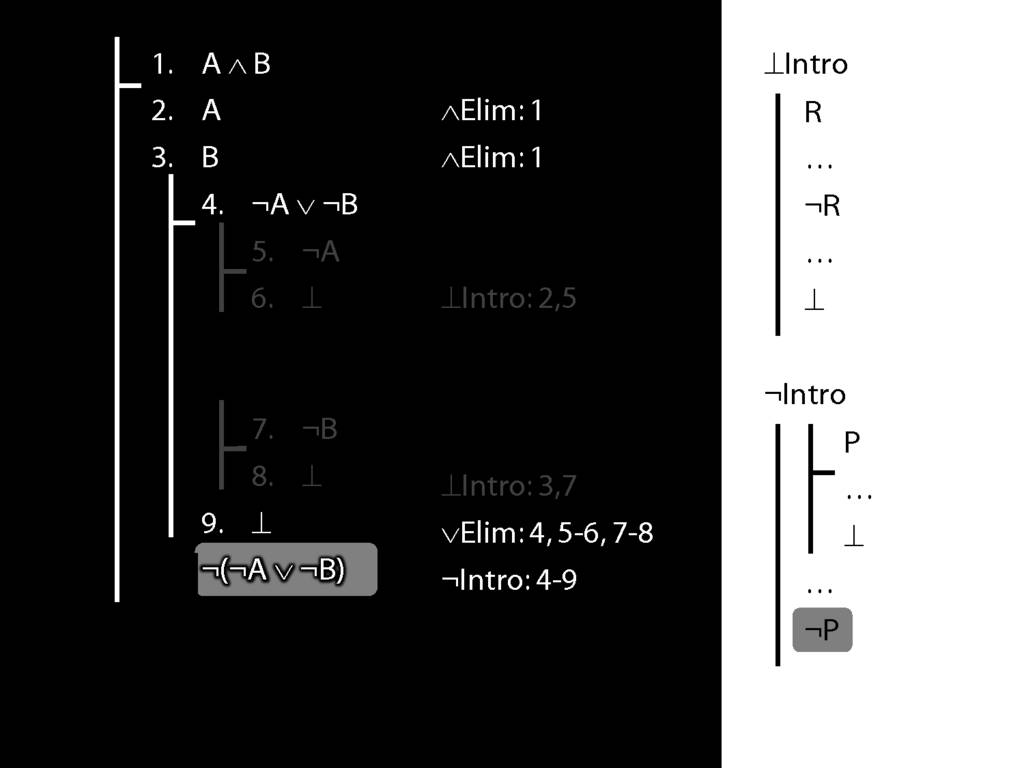 1. A ∧ B
2. A ∧Elim: 1
3. B ∧Elim: 1
4. ¬A ∨ ¬B
5. ¬A
6. ⊥ ⊥Intro: 2,5
7. ¬B
8. ⊥ ⊥Intro: 3,7
9. ⊥ ∨Elim: 4, 5-6, 7-8
¬(¬A ∨ ¬B) ¬Intro: 4-9
⊥Intro
R
...
¬R
...
⊥
¬Intro
P
...
⊥
...
¬P